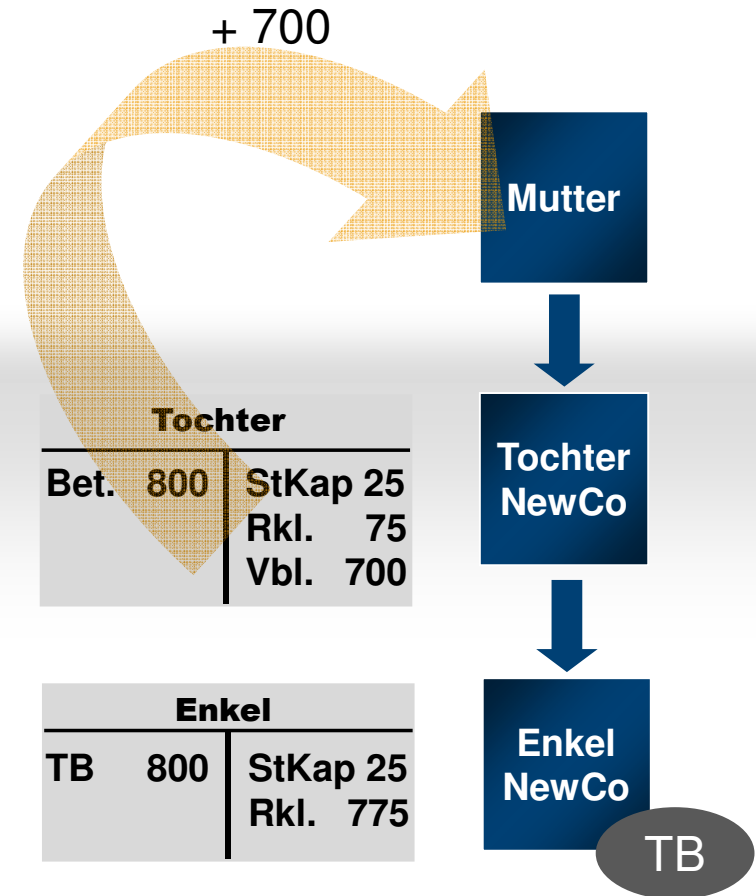 + 700
Mutter
Tochter
Bet. 800 StKap 25
Rkl. 75
Vbl. 700
Tochter
NewCo
Enkel
TB 800 StKap 25
Rkl. 775
Enkel
NewCo
TB